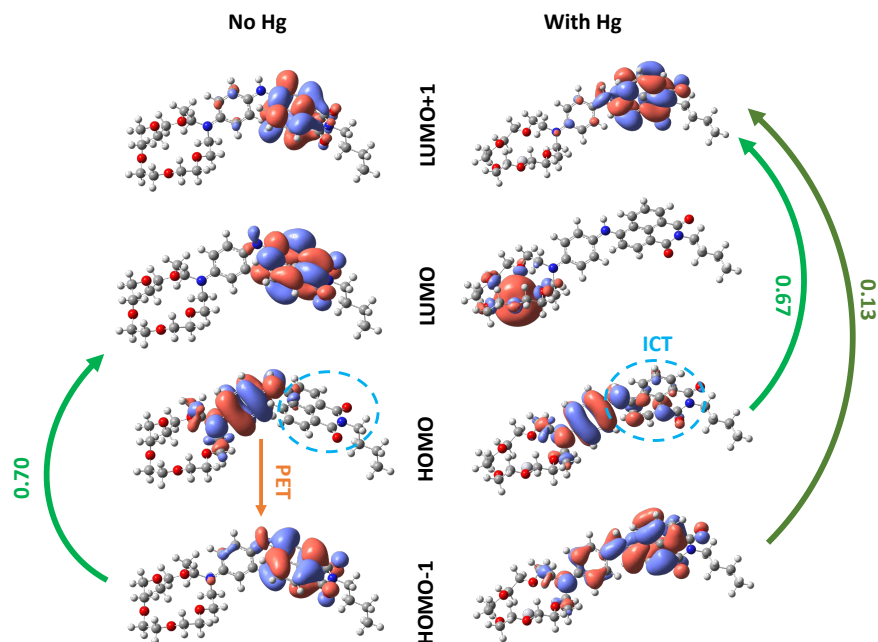 No Hg
With Hg
LUMO+1
LUMO
0.67
0.13
ICT
HOMO
0.70
PET
HOMO-1